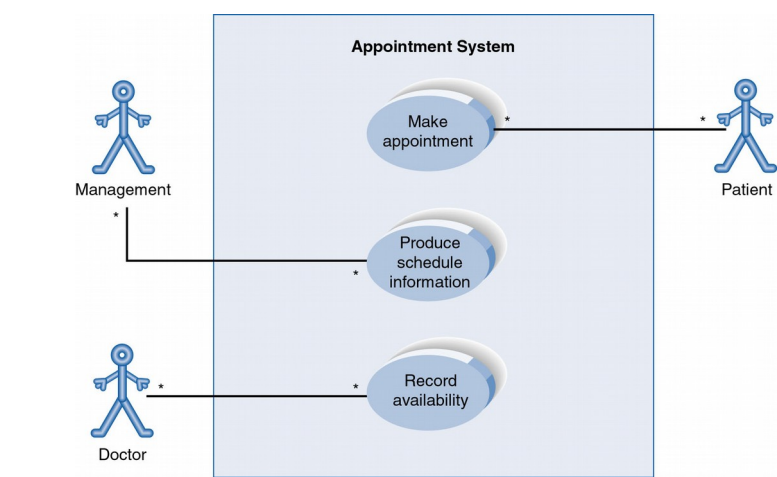 Appointment System
Make
appointment
*
*
Management
Patient
*
Produce
schedule
information
*
Record
availability
*
*
Doctor